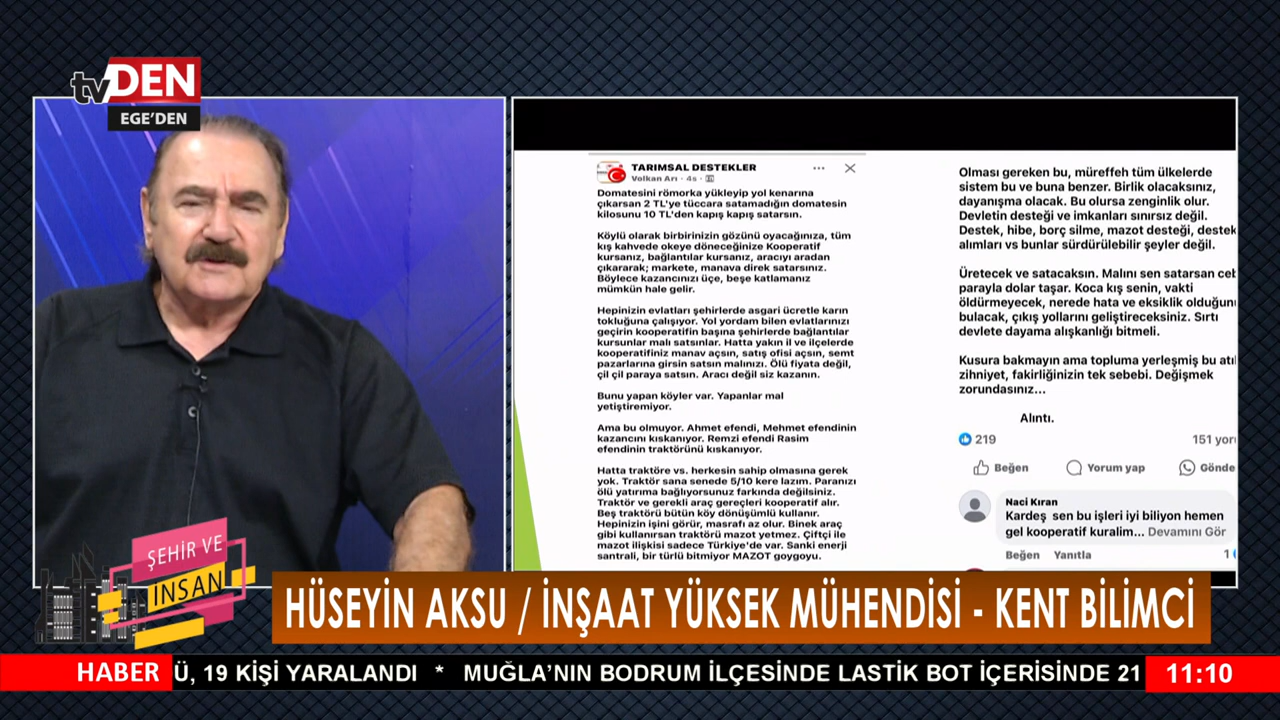 tvDEN
EGE'DEN
TARIMSAL DESTEKLER
Volkan Arı · 4s ·
Domatesini römorka yükleyip yol kenarına
çıkarsan 2 TL'ye tüccara satamadığın domatesin
kilosunu 10 TL'den kapış kapış satarsın.
Köylü olarak birbirinizin gözünü oyacağınıza, tüm
kış kahvede okeye döneceğinize Kooperatif
kursanız, bağlantılar kursanız, aracıyı aradan
çıkararak; markete, manava direk satarsınız.
Böylece kazancınızı üçe, beşe katlamanız
mümkün hale gelir.
Hepinizin evlatları şehirlerde asgari ücretle karın
tokluğuna çalışıyor. Yol yordam bilen evlatlarınızı
geçirin kooperatifin başına şehirlerde bağlantılar
kursunlar malı satsınlar. Hatta yakın il ve ilçelerde
kooperatifiniz manav açsın, satış ofisi açsın, semt
pazarlarına girsin satsın malınızı. Ölü fiyata değil,
çil çil paraya satsın. Aracı değil siz kazanın.
Bunu yapan köyler var. Yapanlar mal
yetiştiremiyor.
Ama bu olmuyor. Ahmet efendi, Mehmet efendinin
kazancını kıskanıyor. Remzi efendi Rasim
efendinin traktörünü kıskanıyor.
Hatta traktöre vs. herkesin sahip olmasına gerek
yok. Traktör sana senede 5/10 kere lazım. Paranızı
ölü yatırıma bağlıyorsunuz farkında değilsiniz.
Traktör ve gerekli araç gereçleri kooperatif alır.
Beş traktörü bütün köy dönüşümlü kullanır.
Hepinizin işini görür, masrafı az olur. Binek araç
gibi kullanırsan traktörü mazot yetmez. Çiftçi ile
mazot ilişkisi sadece Türkiye'de var. Sanki enerji
santrali, bir türlü bitmiyor MAZOT goygoyu.
Olması gereken bu, müreffeh tüm ülkelerde
sistem bu ve buna benzer. Birlik olacaksınız,
dayanışma olacak. Bu olursa zenginlik olur.
Devletin desteği ve imkanları sınırsız değil.
Destek, hibe, borç silme, mazot desteği, destek
alımları vs bunlar sürdürülebilir şeyler değil.
Üretecek ve satacaksın. Malını sen satarsan ceb
parayla dolar taşar. Koca kış senin, vakti
öldürmeyecek, nerede hata ve eksiklik olduğunu
bulacak, çıkış yollarını geliştireceksiniz. Sırtı
devlete dayama alışkanlığı bitmeli.
Kusura bakmayın ama topluma yerleşmiş bu atıl
zihniyet, fakirliğinizin tek sebebi. Değişmek
zorundasınız...
Alıntı.
219
151 yoru
Beğen
Yorum yap
Gönde
Naci Kıran
Kardeş sen bu işleri iyi biliyon hemen
gel kooperatif kuralim... Devamını Gör
Beğen Yanıtla
1
ŞEHİR VE
İNSAN
HÜSEYİN AKSU / İNŞAAT YÜKSEK MÜHENDİSİ - KENT BİLİMCİ
HABER
Ü, 19 KİŞİ YARALANDI * MUĞLA'NIN BODRUM İLÇESİNDE LASTİK BOT İÇERİSİNDE 21
11:10